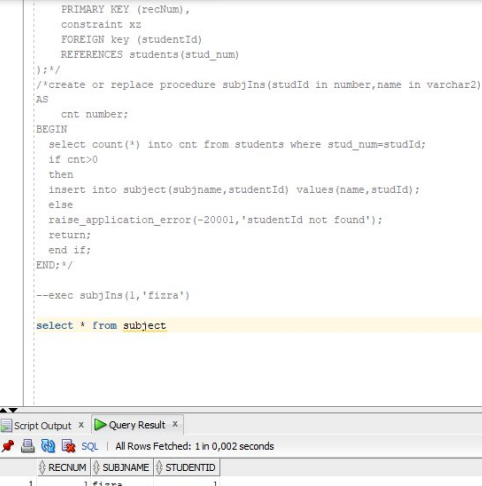 PRIMARY KEY (recNum),
constraint xz
FOREIGN key (studentId)
REFERENCES students(stud_num)
);*/
/*create or replace procedure subjIns(studId in number,name in varchar2)
AS
cnt number;
BEGIN
select count(*) into cnt from students where stud_num=studId;
if cnt>0
then
insert into subject(subjname,studentId) values(name,studId);
else
raise_application_error(-20001,'studentId not found');
return;
end if;
END;*/
--exec subjIns(1,'fizra')
select * from subject
Script Output x Query Result x
SQL | All Rows Fetched: 1 in 0,002 seconds
RECNUM SUBJNAME STUDENTID
1 1 fizra 1